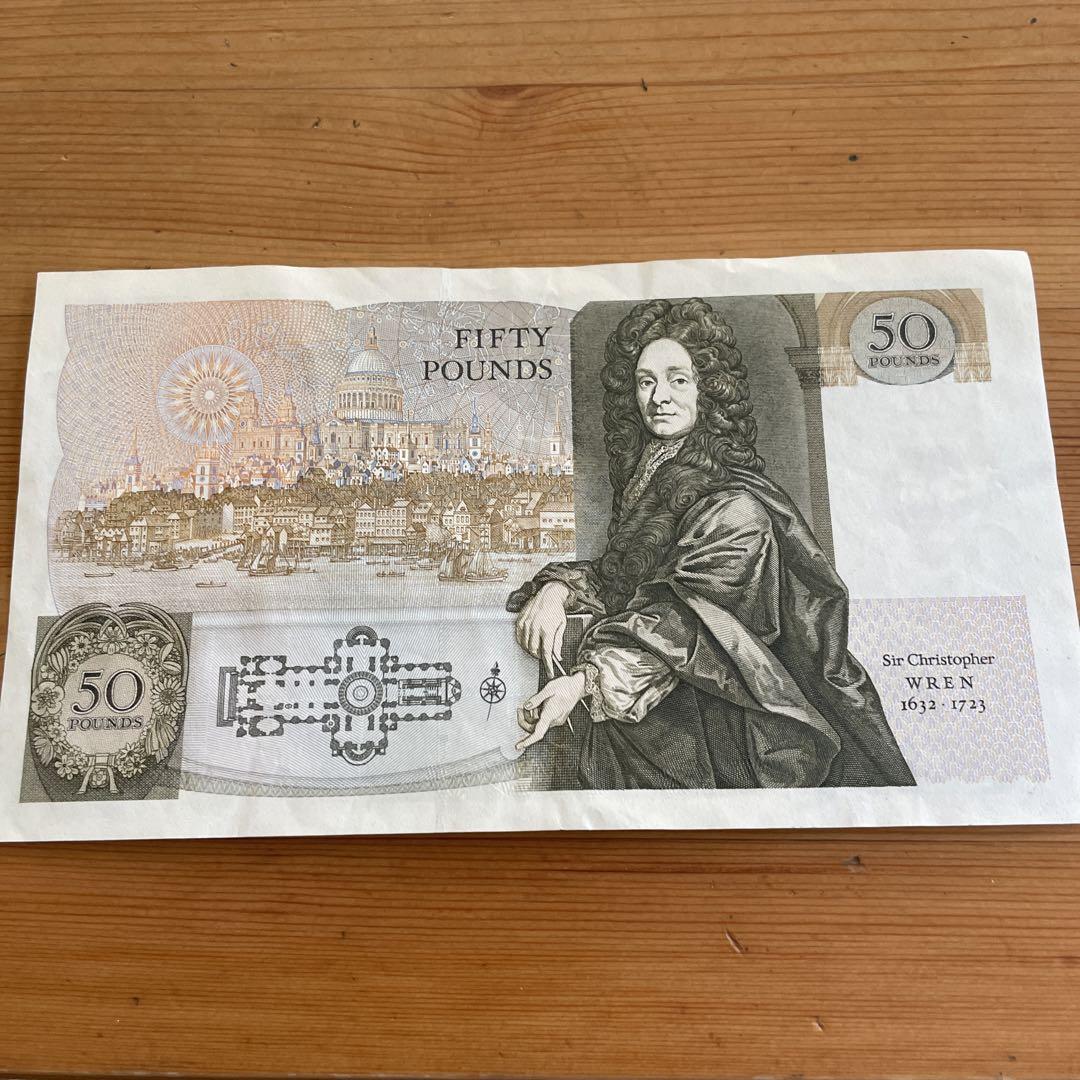 FIFTY
POUNDS
50
POUNDS
50
POUNDS
Sir Christopher
WREN
1632 · 1723